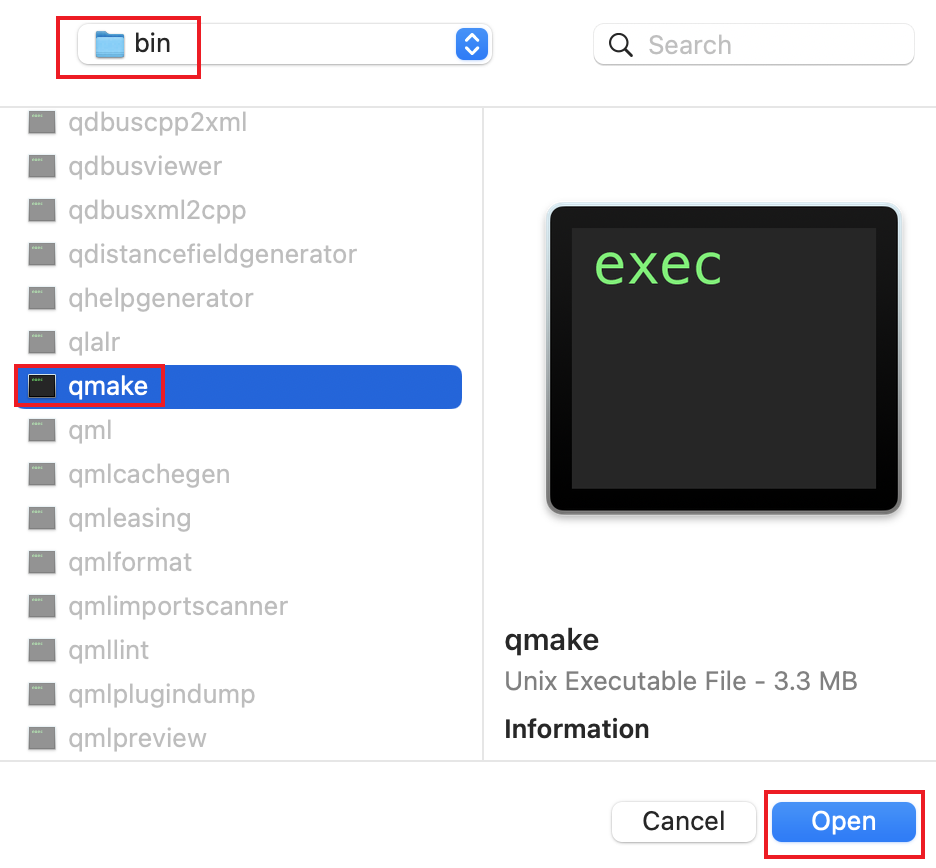 bin
Search
qdbuscpp2xml
qdbusviewer
qdbusxml2cpp
qdistancefieldgenerator
qhelpgenerator
qlalr
qmake
qml
qmlcachegen
qmleasing
qmlformat
qmlimportscanner
qmllint
qmlplugindump
qmlpreview
exec
qmake
Unix Executable File - 3.3 MB
Information
Cancel
Open